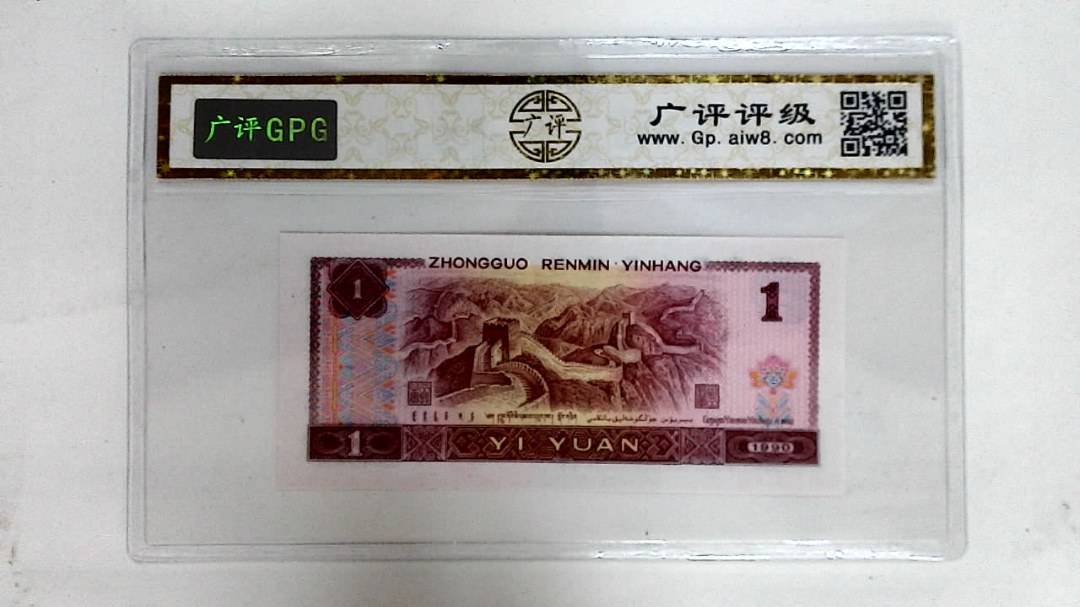 广评GPG
广评
广评评级
www.Gp.aiw8.com
ZHONGGUO RENMIN YINHANG
1
1
1
YI YUAN
1990